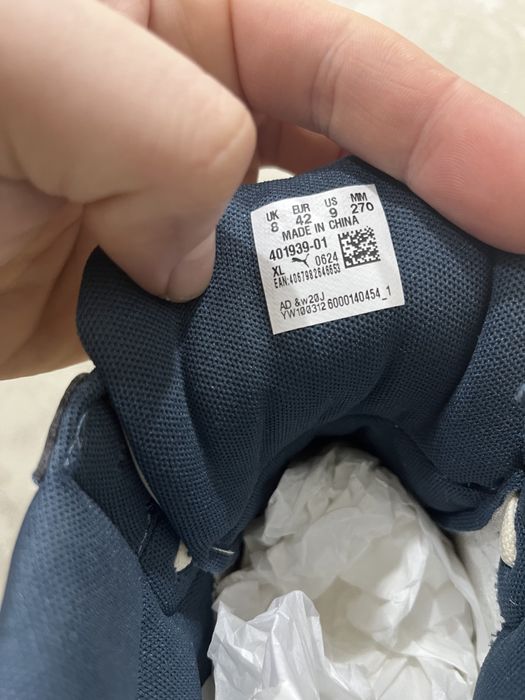 UK EUR US MM
8 42 9 270
MADE IN CHINA
401939-01
XL 0624
EAN:4067982646653
AD &w20J
YW100312 6000140454_1